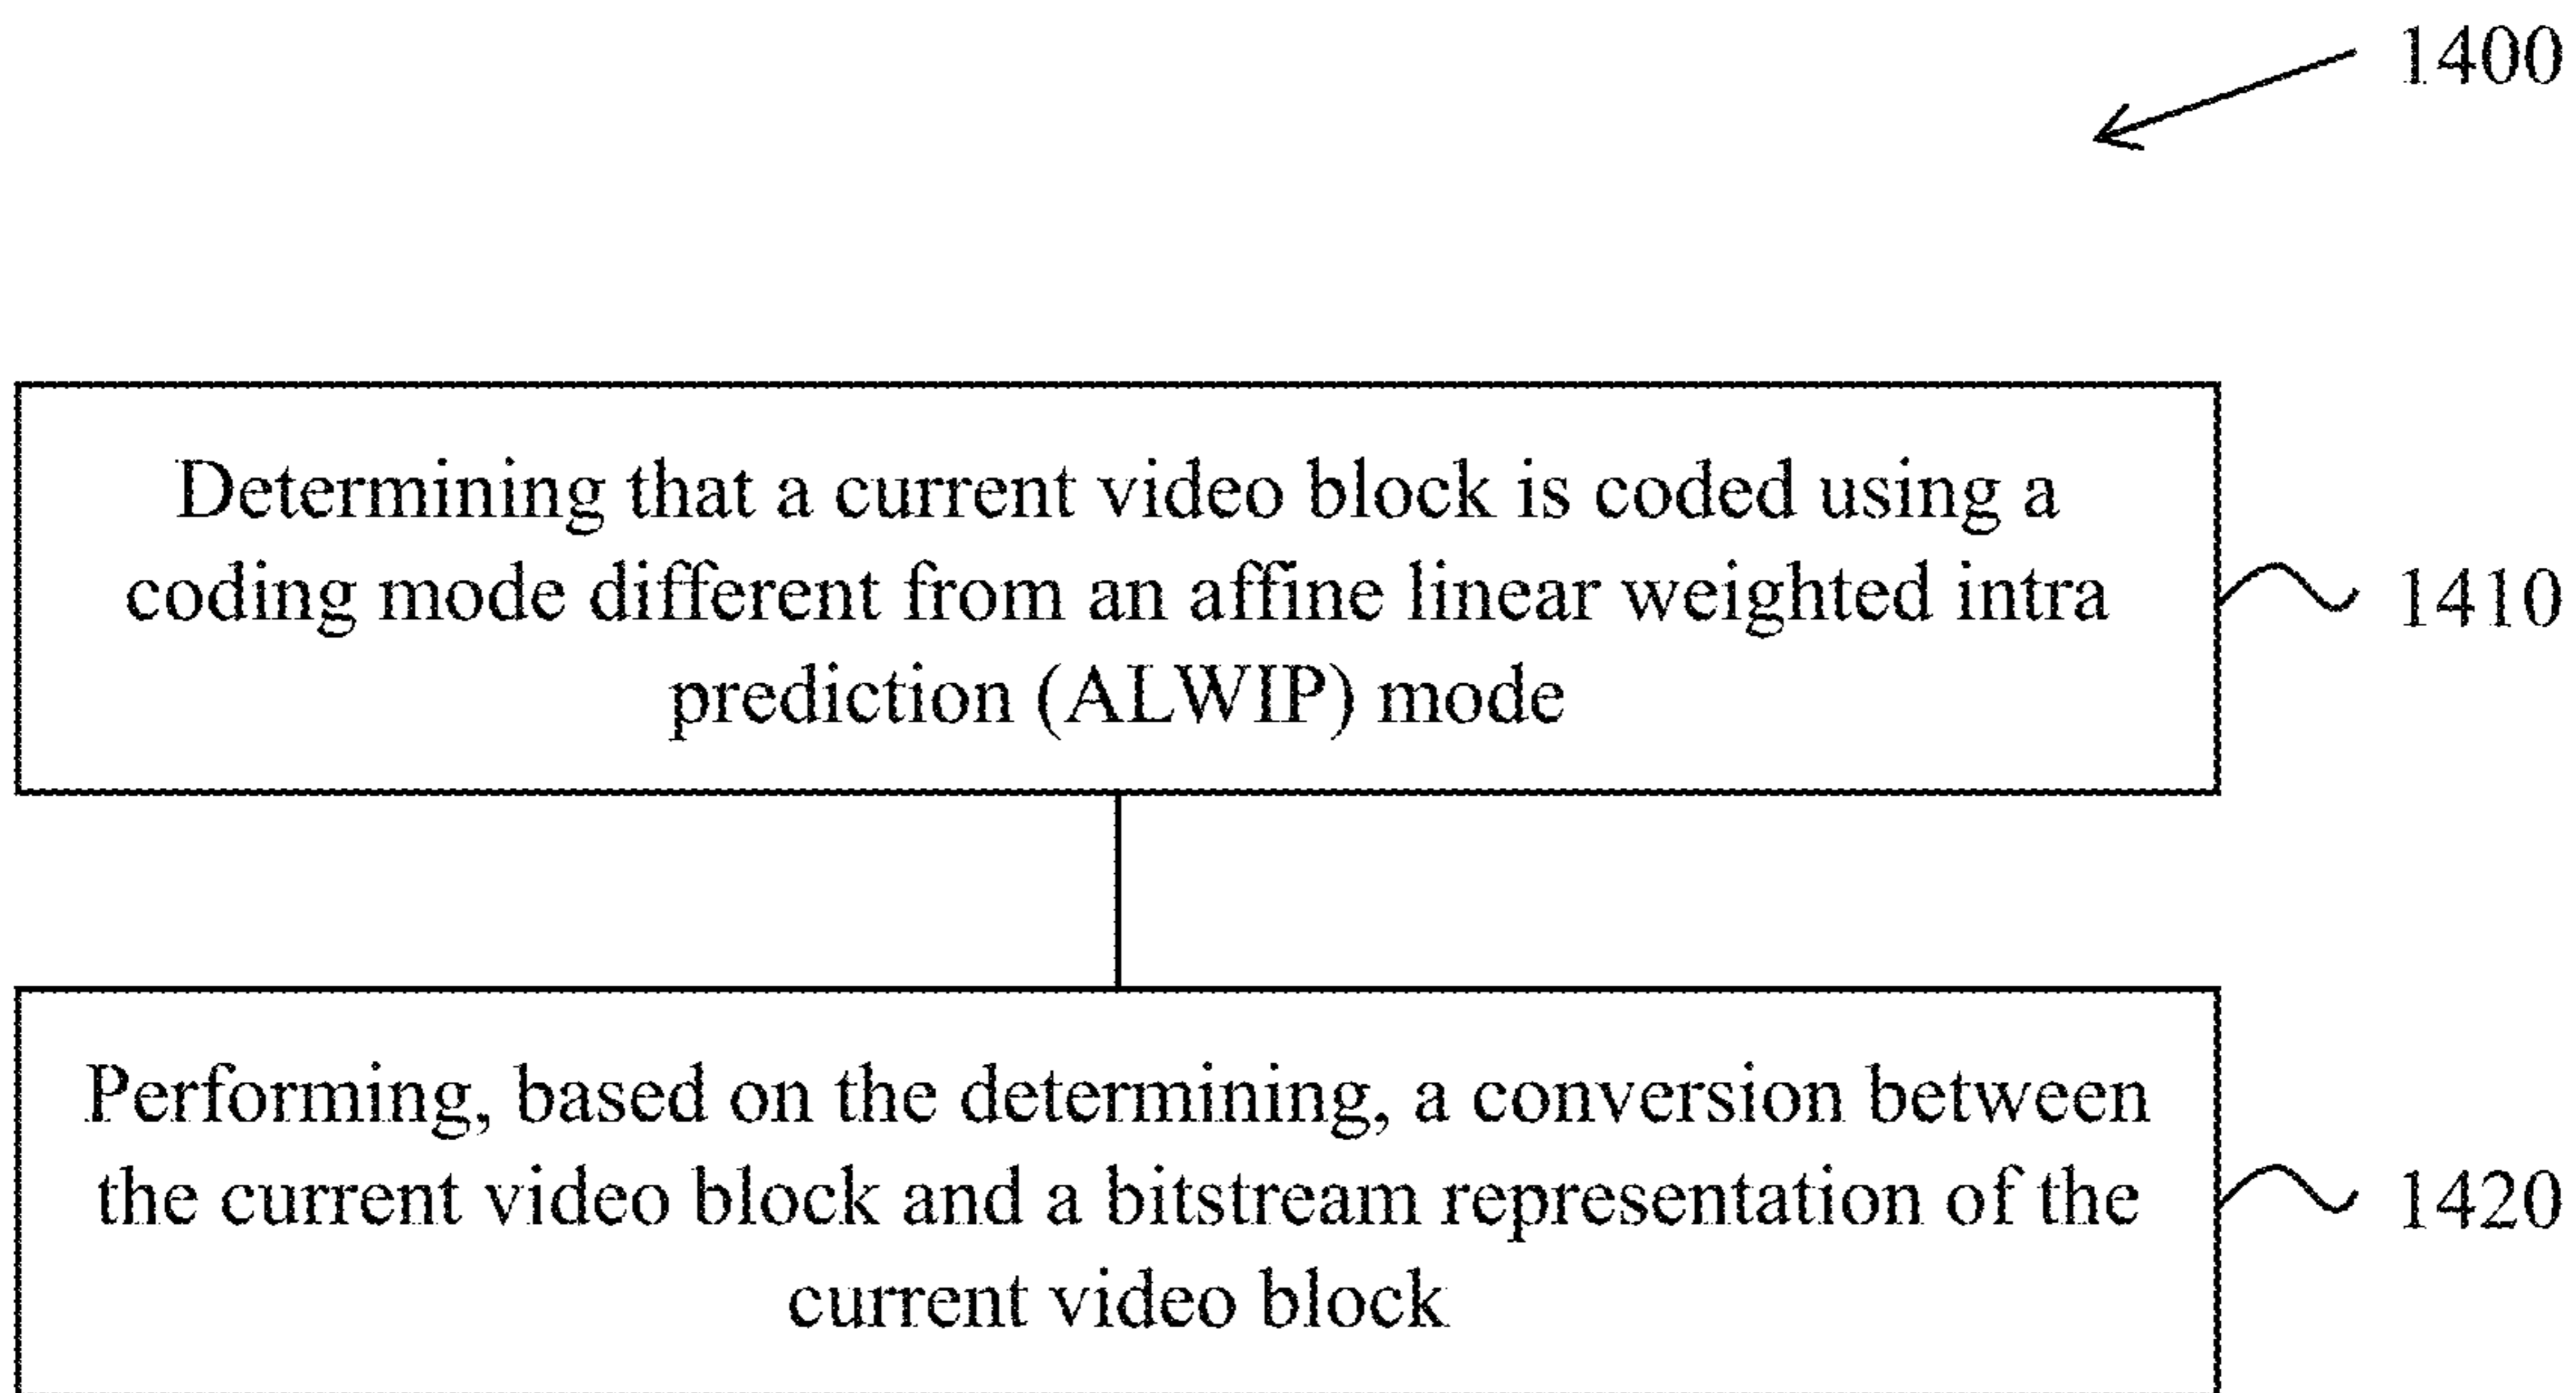 1400
Determining that a current video block is coded using a
coding mode different from an affine linear weighted intra
prediction (ALWIP) mode
1410
Performing, based on the determining, a conversion between
the current video block and a bitstream representation of the
current video block
1420